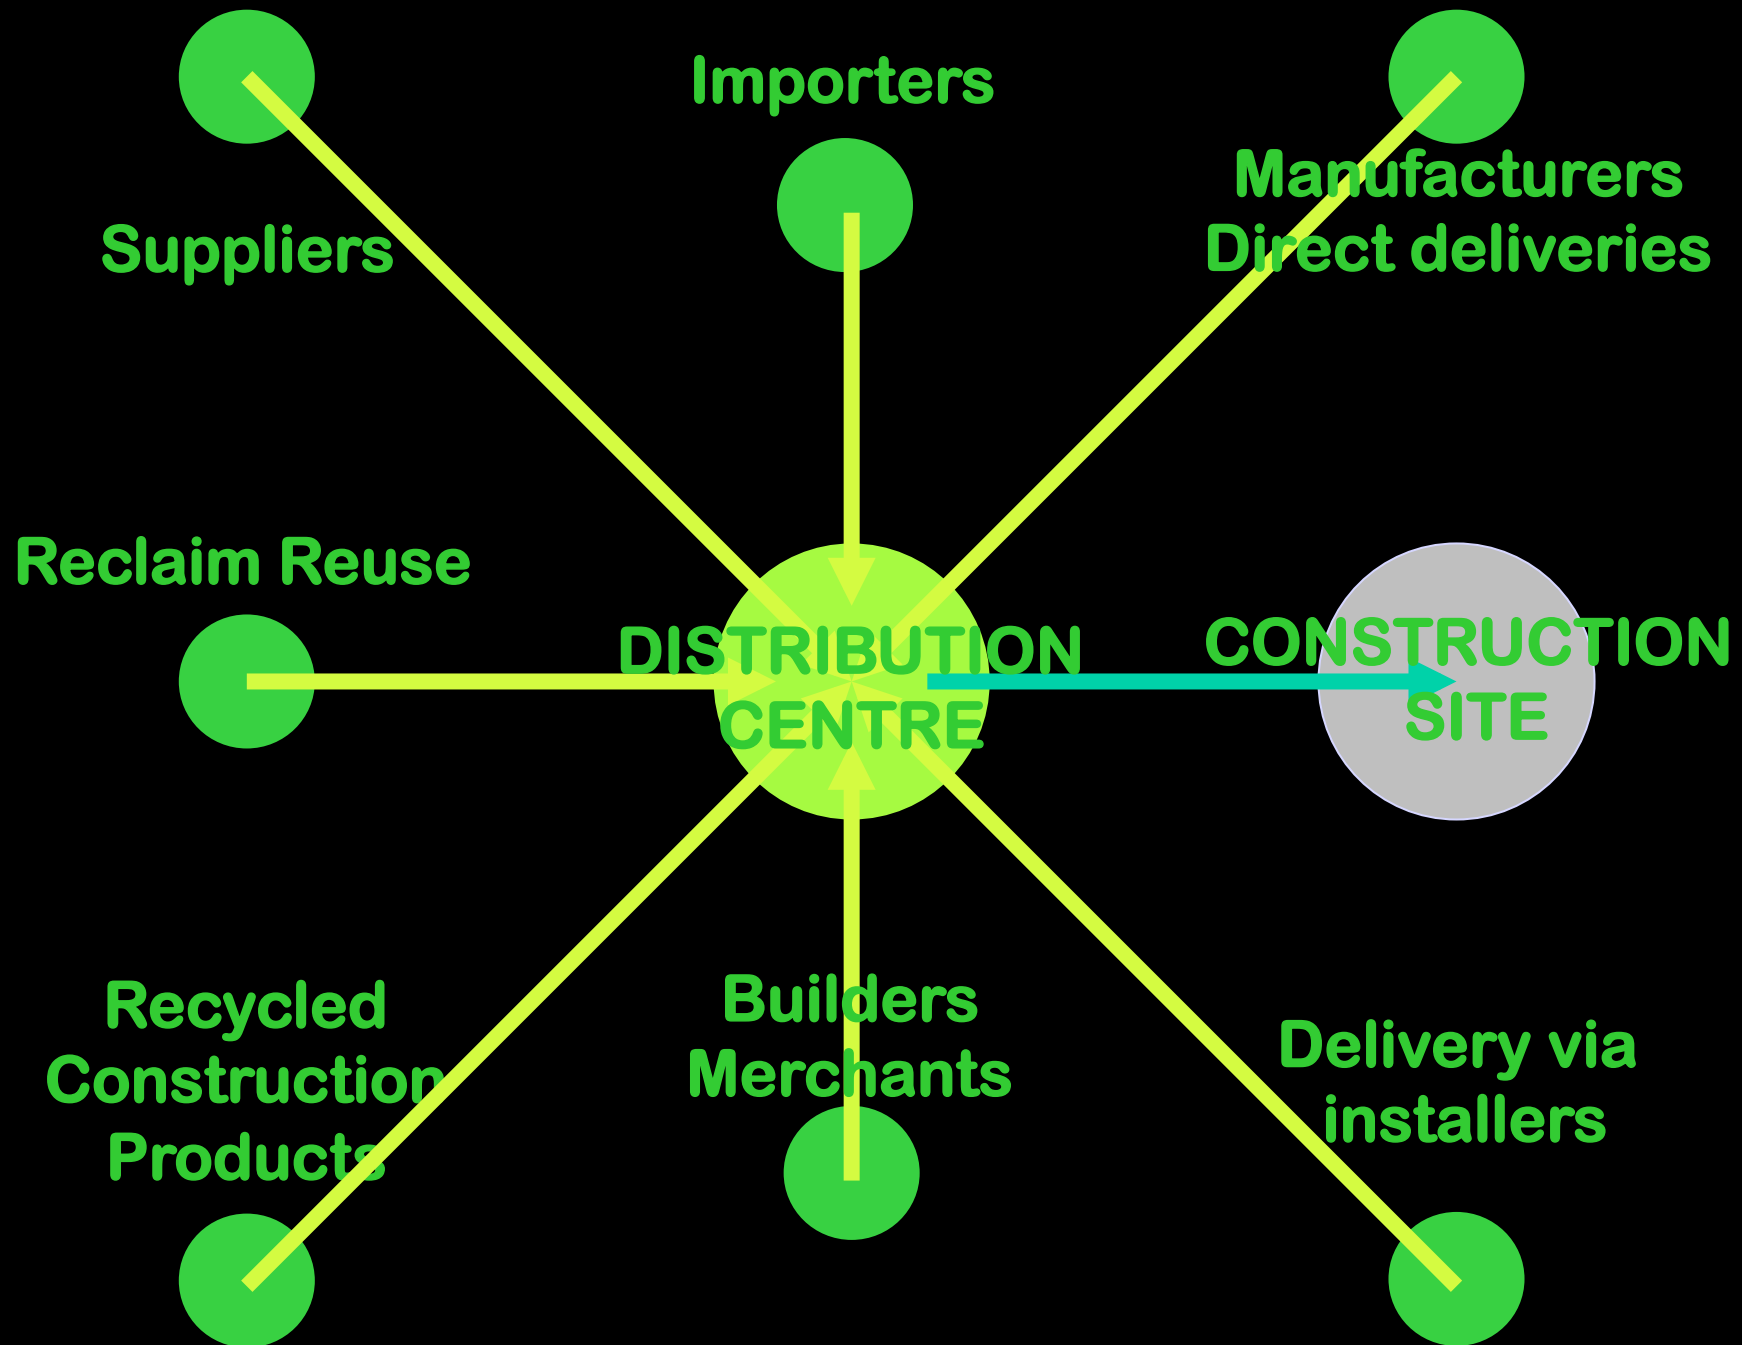 Importers
Manufacturers
Direct deliveries
Suppliers
Reclaim Reuse
DISTRIBUTION
CENTRE
CONSTRUCTION
SITE
Recycled
Construction
Products
Builders
Merchants
Delivery via
installers